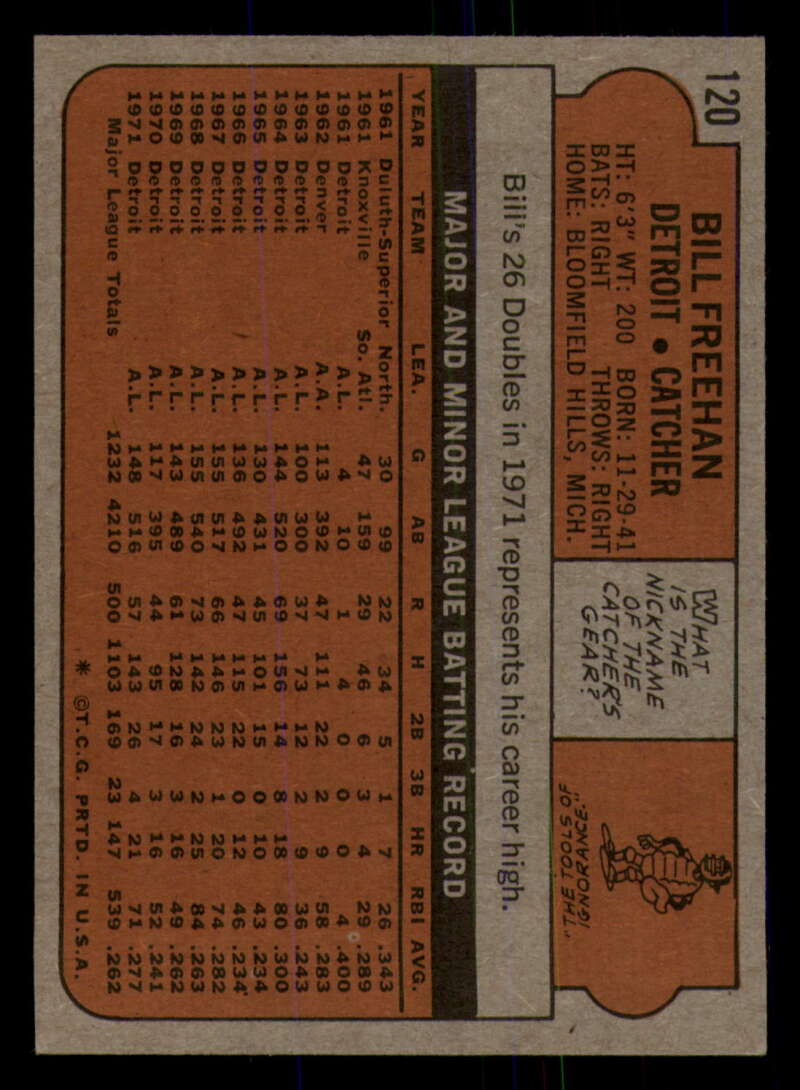 120
BILL FREEHAN
DETROIT • CATCHER
HT: 6'3" WT: 200 BORN: 11-29-41
BATS: RIGHT THROWS: RIGHT
HOME: BLOOMFIELD HILLS, MICH.
WHAT
IS THE
NICKNAME
OF THE
CATCHER'S
GEAR?
"THE TOOLS OF
IGNORANCE."
Bill's 26 Doubles in 1971 represents his career high.
MAJOR AND MINOR LEAGUE BATTING RECORD
YEAR TEAM LEA. G AB R H 2B 3B HR RBI AVG.
1961 Duluth-Superior North. 30 99 22 34 5 1 7 26 .343
1961 Knoxville So. Atl. 47 159 29 46 6 3 4 29 .289
1961 Detroit A.L. 4 10 1 4 0 0 0 4 .400
1962 Denver A.A. 113 392 47 111 22 2 9 58 .283
1963 Detroit A.L. 100 300 37 73 12 2 9 36 .243
1964 Detroit A.L. 144 520 69 156 14 8 18 80 .300
1965 Detroit A.L. 130 431 45 101 15 0 10 43 .234
1966 Detroit A.L. 136 492 47 115 22 0 12 46 .234
1967 Detroit A.L. 155 517 66 146 23 1 20 74 .282
1968 Detroit A.L. 155 540 73 142 24 2 25 84 .263
1969 Detroit A.L. 143 489 61 128 16 3 16 49 .262
1970 Detroit A.L. 117 395 44 95 17 3 16 52 .241
1971 Detroit A.L. 148 516 57 143 26 4 21 71 .277
Major League Totals 1232 4210 500 1103 169 23 147 539 .262
* ©T.C.G. PRTD. IN U.S.A.